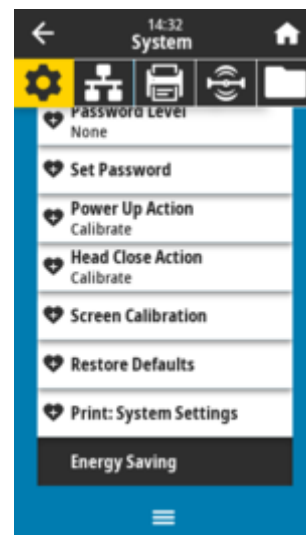 14:32
System
Password Level
None
Set Password
Power Up Action
Calibrate
Head Close Action
Calibrate
Screen Calibration
Restore Defaults
Print: System Settings
Energy Saving